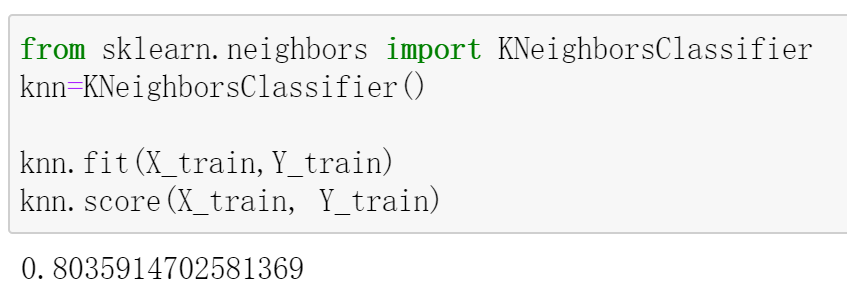 from sklearn.neighbors import KNeighborsClassifier
knn=KNeighborsClassifier()
knn.fit(X_train,Y_train)
knn.score(X_train, Y_train)
0.8035914702581369